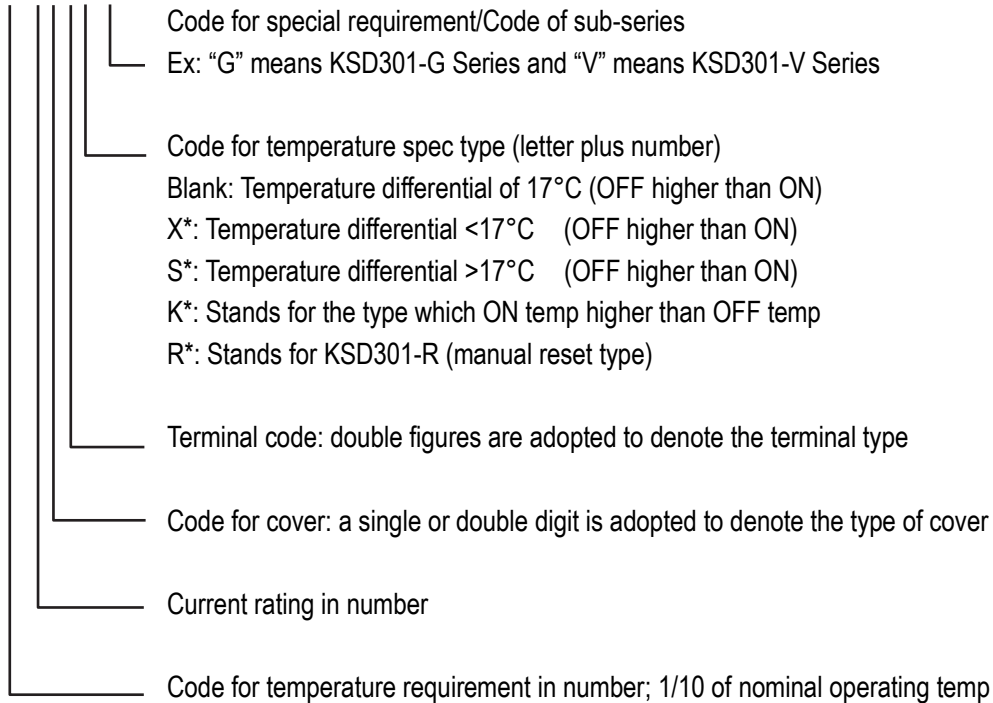 Code for special requirement/Code of sub-series
Ex: “G” means KSD301-G Series and “V” means KSD301-V Series
Code for temperature spec type (letter plus number)
Blank: Temperature differential of 17°C (OFF higher than ON)
X*: Temperature differential <17°C (OFF higher than ON)
S*: Temperature differential >17°C (OFF higher than ON)
K*: Stands for the type which ON temp higher than OFF temp
R*: Stands for KSD301-R (manual reset type)
Terminal code: double figures are adopted to denote the terminal type
Code for cover: a single or double digit is adopted to denote the type of cover
Current rating in number
Code for temperature requirement in number; 1/10 of nominal operating temp